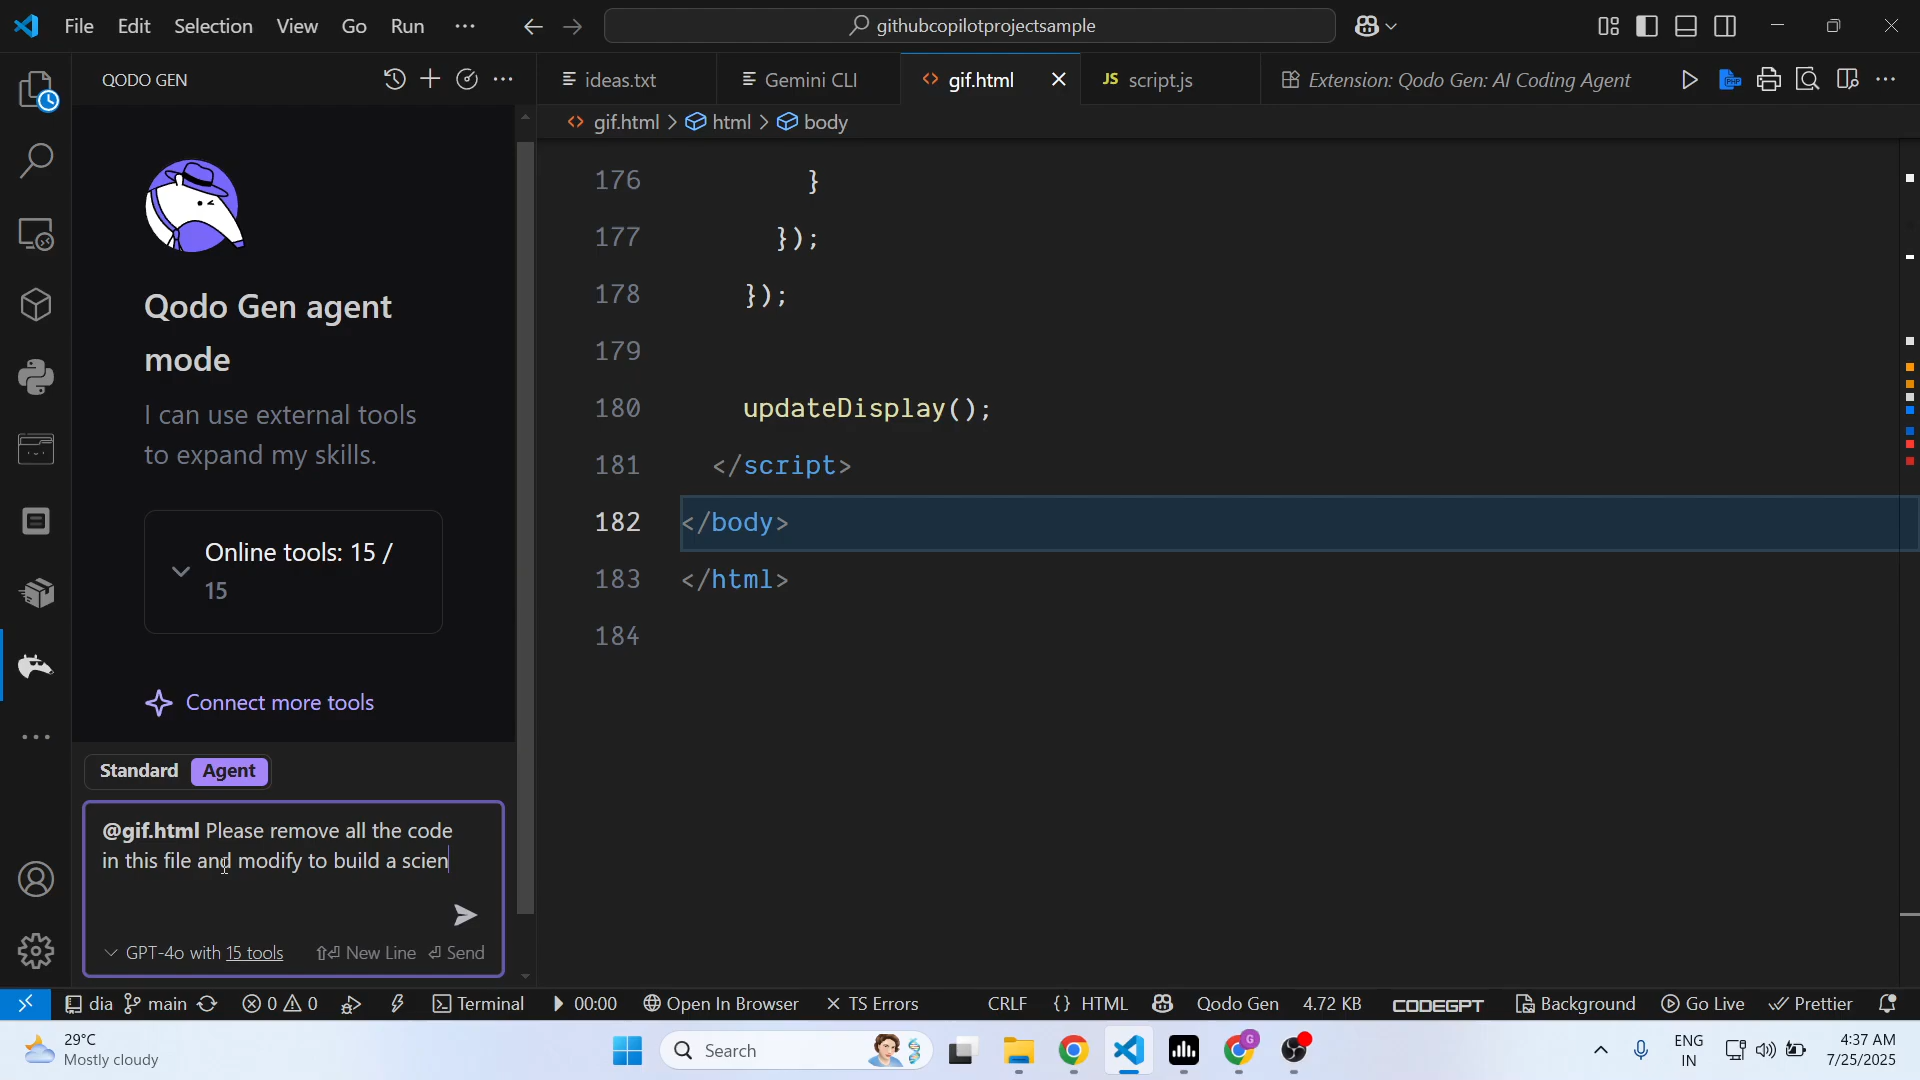 File Edit Selection View Go Run ···
githubcopilotprojectsample
QODO GEN
ideas.txt
Gemini CLI
gif.html
JS script.js
Extension: Qodo Gen: AI Coding Agent
gif.html > html > body
Qodo Gen agent
mode
I can use external tools
to expand my skills.
Online tools: 15 /
15
Connect more tools
Standard Agent
@gif.html Please remove all the code
in this file and modify to build a scien
GPT-4o with 15 tools
New Line
Send
176 }
177 });
178 });
179
180 updateDisplay();
181 </script>
182 </body>
183 </html>
184
dia main 0 0 Terminal 00:00 Open In Browser TS Errors CRLF {} HTML Qodo Gen 4.72 KB CODEGPT Background Go Live Prettier
29°C
Mostly cloudy
Search
ENG
IN
4:37 AM
7/25/2025